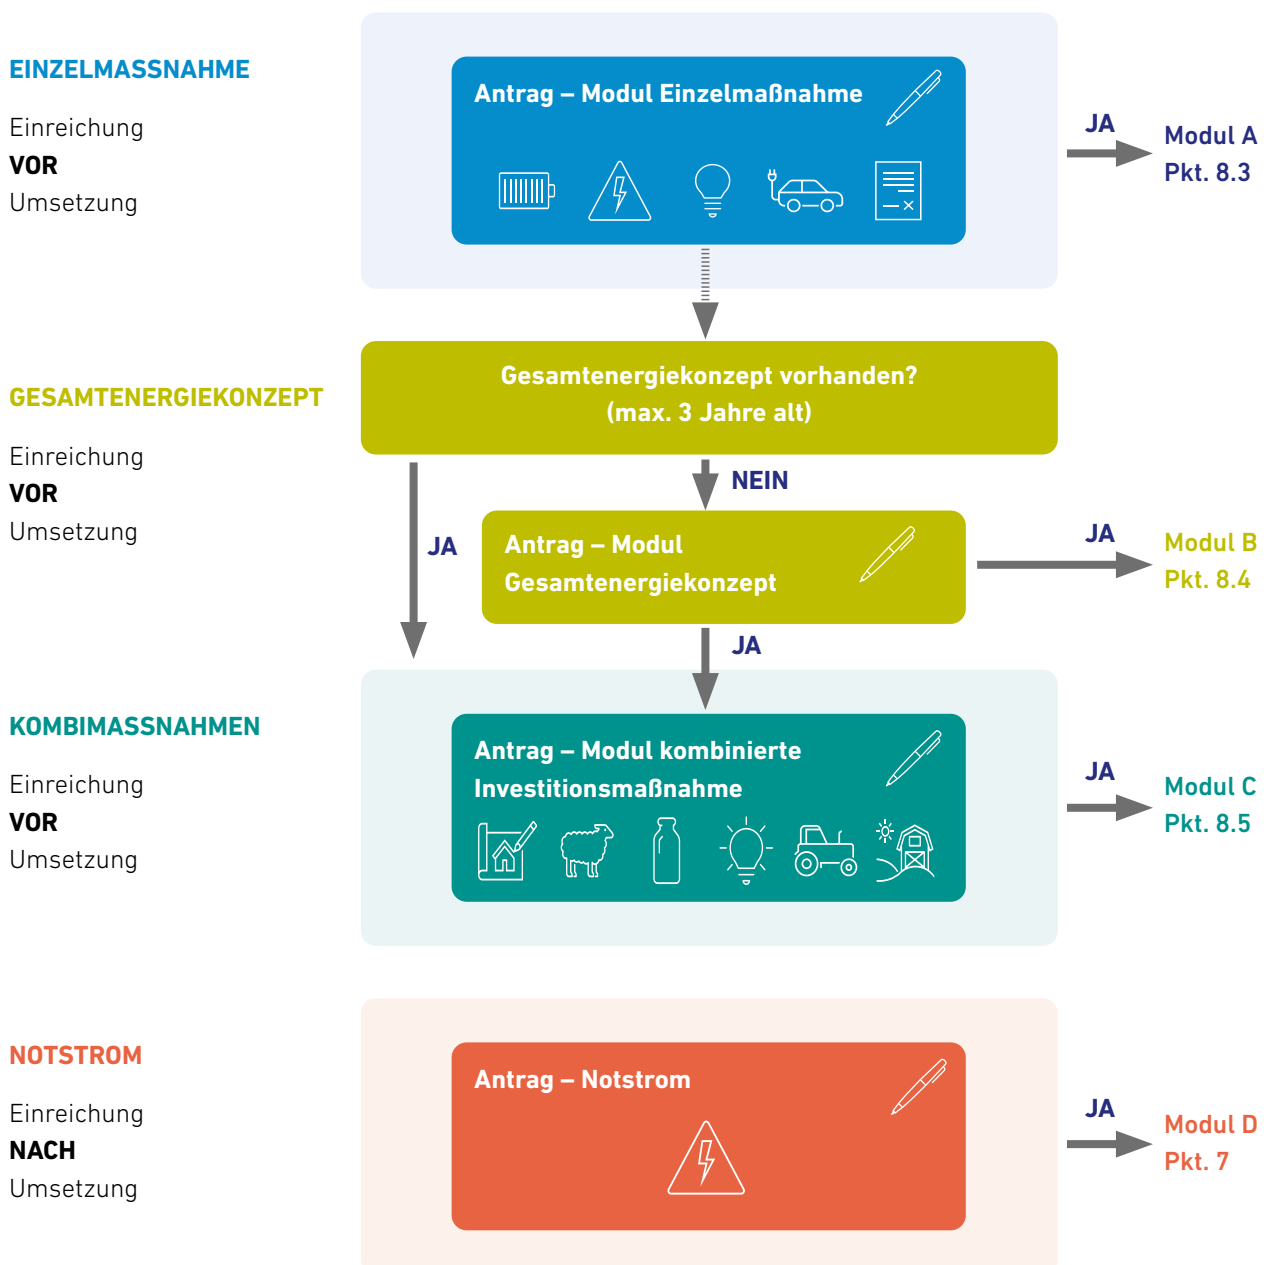 EINZELMASSNAHME
Einreichung
VOR
Umsetzung
Antrag – Modul Einzelmaßnahme
JA
Modul A
Pkt. 8.3
GESAMTENERGIEKONZEPT
Einreichung
VOR
Umsetzung
Gesamtenergiekonzept vorhanden?
(max. 3 Jahre alt)
NEIN
JA
Antrag – Modul
Gesamtenergiekonzept
JA
Modul B
Pkt. 8.4
JA
KOMBIMASSNAHMEN
Einreichung
VOR
Umsetzung
Antrag – Modul kombinierte
Investitionsmaßnahme
JA
Modul C
Pkt. 8.5
NOTSTROM
Einreichung
NACH
Umsetzung
Antrag – Notstrom
JA
Modul D
Pkt. 7